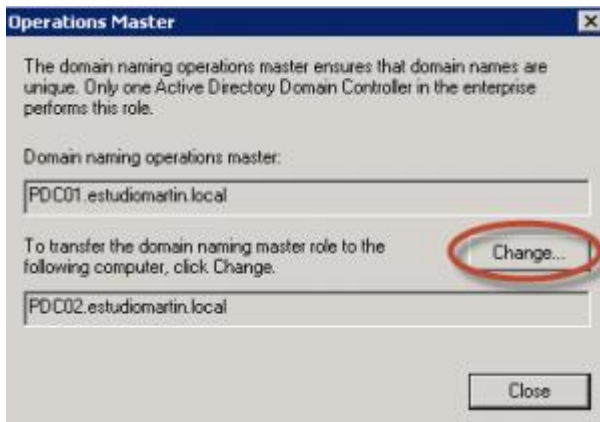 Operations Master
The domain naming operations master ensures that domain names are
unique. Only one Active Directory Domain Controller in the enterprise
performs this role.
Domain naming operations master:
PDC01.estudiomartin.local
To transfer the domain naming master role to the
following computer, click Change.
Change...
PDC02.estudiomartin.local
Close